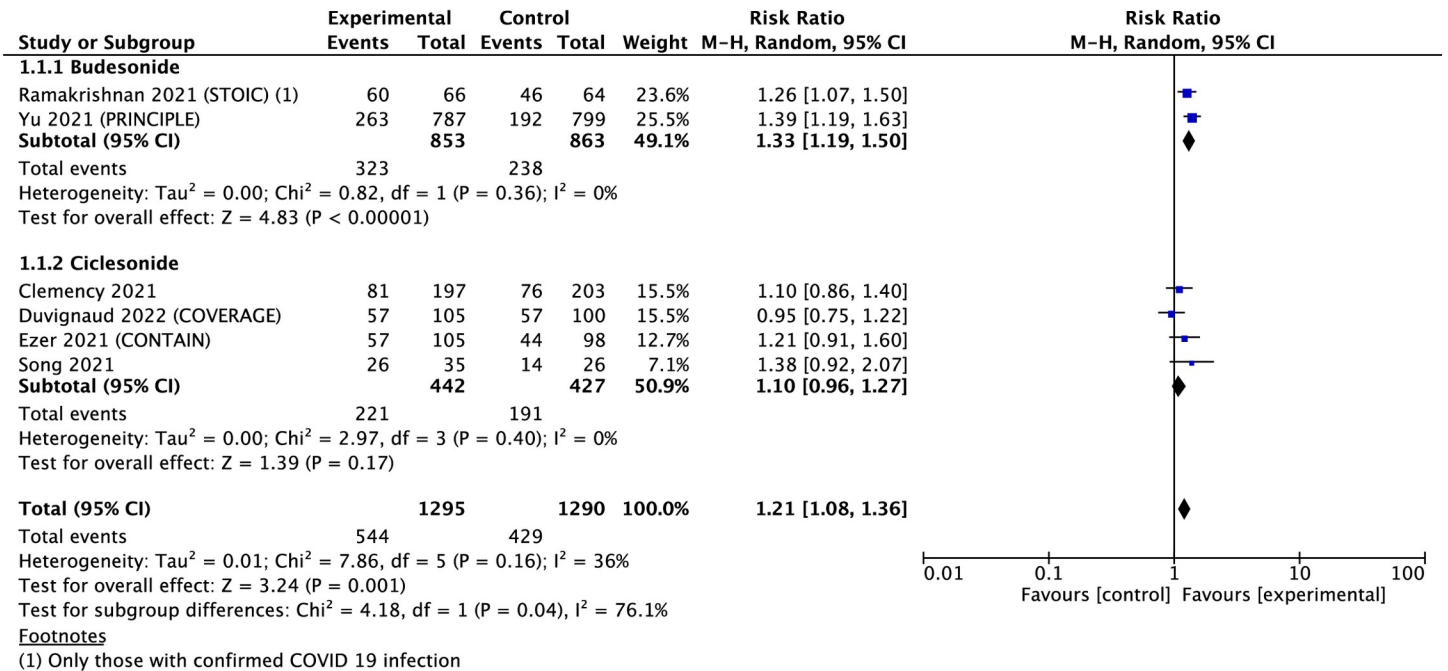 Experimental Control Risk Ratio Risk Ratio
Study or Subgroup Events Total Events Total Weight M-H, Random, 95% CI M-H, Random, 95% CI
1.1.1 Budesonide
Ramakrishnan 2021 (STOIC) (1) 60 66 46 64 23.6% 1.26 [1.07, 1.50]
Yu 2021 (PRINCIPLE) 263 787 192 799 25.5% 1.39 [1.19, 1.63]
Subtotal (95% CI) 853 863 49.1% 1.33 [1.19, 1.50]
Total events 323 238
Heterogeneity: Tau² = 0.00; Chi² = 0.82, df = 1 (P = 0.36); I² = 0%
Test for overall effect: Z = 4.83 (P < 0.00001)
1.1.2 Ciclesonide
Clemency 2021 81 197 76 203 15.5% 1.10 [0.86, 1.40]
Duvignaud 2022 (COVERAGE) 57 105 57 100 15.5% 0.95 [0.75, 1.22]
Ezer 2021 (CONTAIN) 57 105 44 98 12.7% 1.21 [0.91, 1.60]
Song 2021 26 35 14 26 7.1% 1.38 [0.92, 2.07]
Subtotal (95% CI) 442 427 50.9% 1.10 [0.96, 1.27]
Total events 221 191
Heterogeneity: Tau² = 0.00; Chi² = 2.97, df = 3 (P = 0.40); I² = 0%
Test for overall effect: Z = 1.39 (P = 0.17)
Total (95% CI) 1295 1290 100.0% 1.21 [1.08, 1.36]
Total events 544 429
Heterogeneity: Tau² = 0.01; Chi² = 7.86, df = 5 (P = 0.16); I² = 36%
Test for overall effect: Z = 3.24 (P = 0.001)
Test for subgroup differences: Chi² = 4.18, df = 1 (P = 0.04), I² = 76.1%
0.01 0.1 1 10 100
Favours [control] Favours [experimental]
Footnotes
(1) Only those with confirmed COVID 19 infection